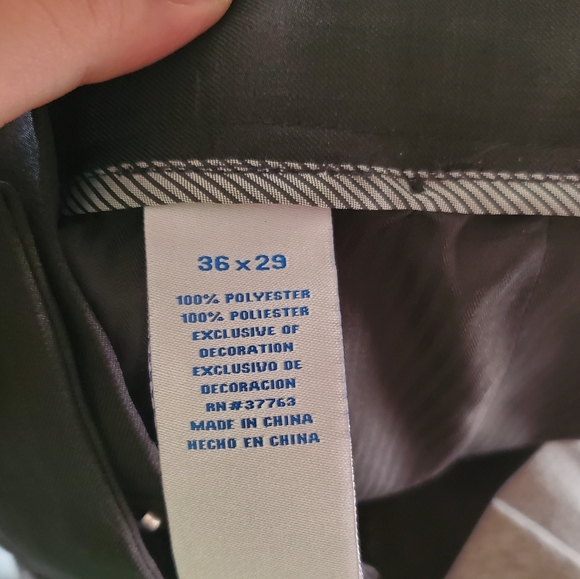 36 x 29
100% POLYESTER
100% POLIESTER
EXCLUSIVE OF
DECORATION
EXCLUSIVO DE
DECORACION
RN#37763
MADE IN CHINA
HECHO EN CHINA